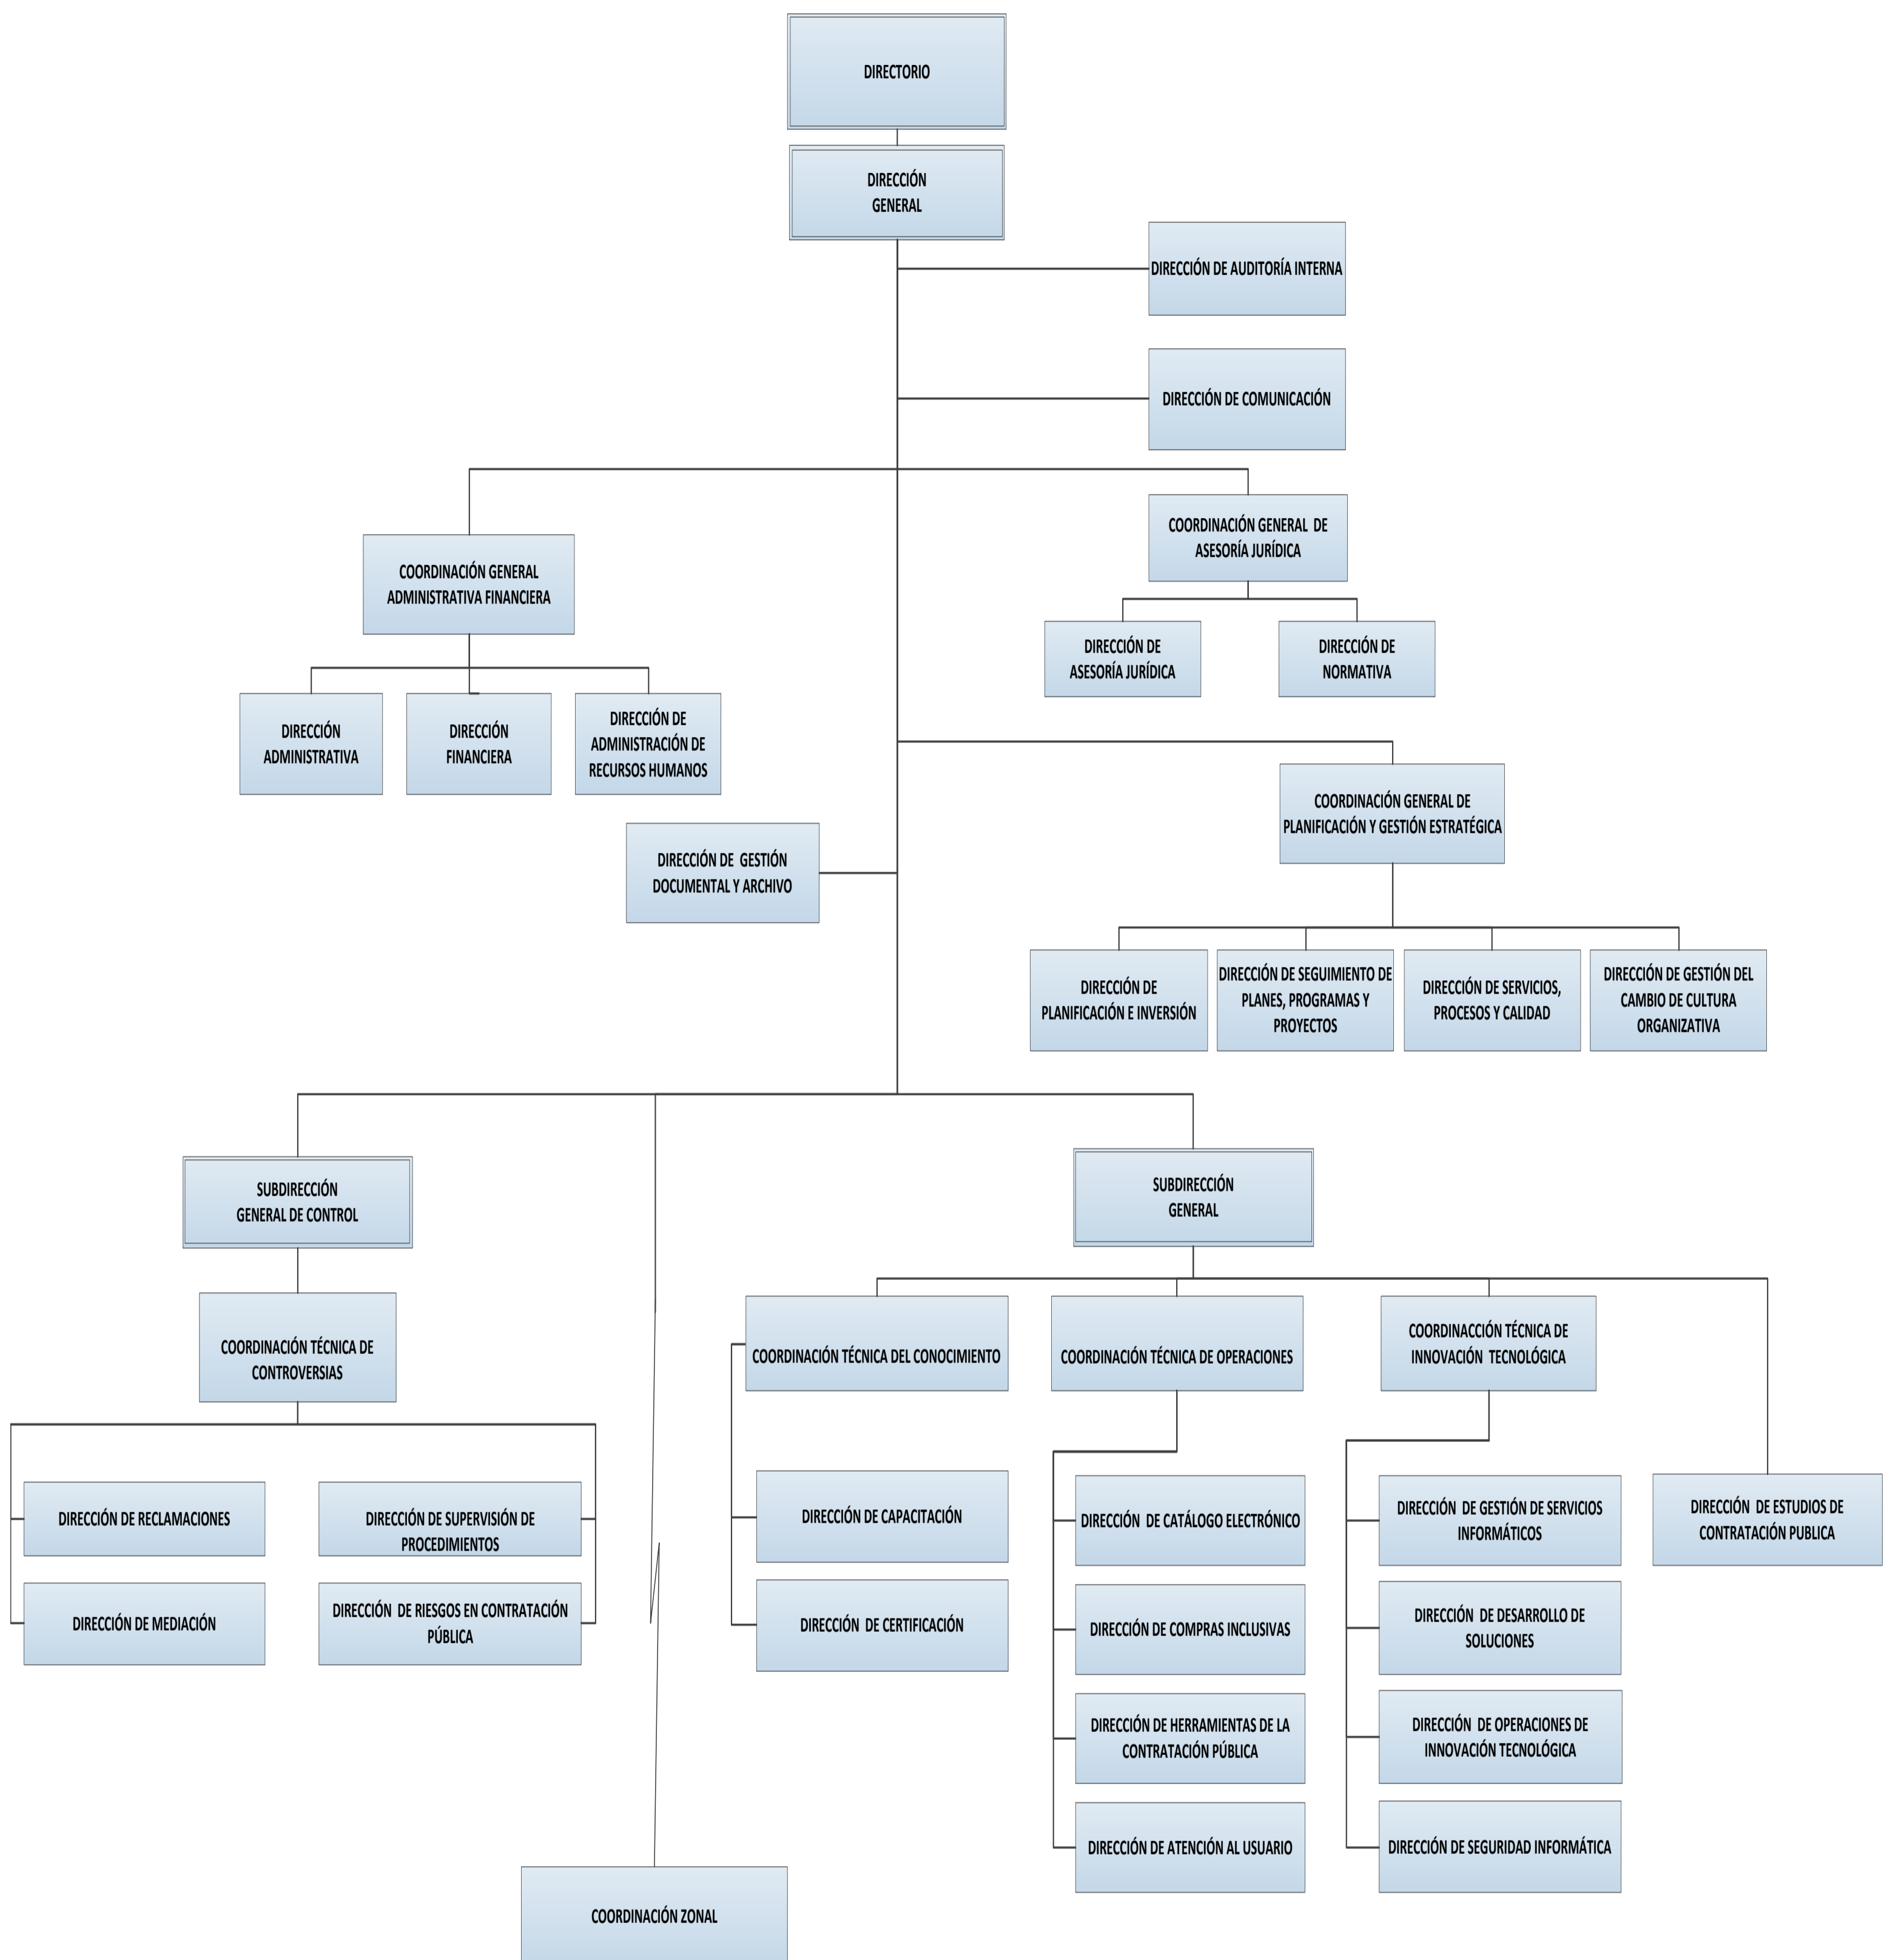 DIRECTORIO
DIRECCIÓN
GENERAL
DIRECCIÓN DE AUDITORÍA INTERNA
DIRECCIÓN DE COMUNICACIÓN
COORDINACIÓN GENERAL DE
ASESORÍA JURÍDICA
COORDINACIÓN GENERAL
ADMINISTRATIVA FINANCIERA
DIRECCIÓN DE
ASESORÍA JURÍDICA
DIRECCIÓN DE
NORMATIVA
DIRECCIÓN
ADMINISTRATIVA
DIRECCIÓN
FINANCIERA
DIRECCIÓN DE
ADMINISTRACIÓN DE
RECURSOS HUMANOS
COORDINACIÓN GENERAL DE
PLANIFICACIÓN Y GESTIÓN ESTRATÉGICA
DIRECCIÓN DE GESTIÓN
DOCUMENTAL Y ARCHIVO
DIRECCIÓN DE
PLANIFICACIÓN E INVERSIÓN
DIRECCIÓN DE SEGUIMIENTO DE
PLANES, PROGRAMAS Y
PROYECTOS
DIRECCIÓN DE SERVICIOS,
PROCESOS Y CALIDAD
DIRECCIÓN DE GESTIÓN DEL
CAMBIO DE CULTURA
ORGANIZATIVA
SUBDIRECCIÓN
GENERAL DE CONTROL
SUBDIRECCIÓN
GENERAL
COORDINACIÓN TÉCNICA DE
CONTROVERSIAS
COORDINACIÓN TÉCNICA DEL CONOCIMIENTO
COORDINACIÓN TÉCNICA DE OPERACIONES
COORDINACCIÓN TÉCNICA DE
INNOVACIÓN TECNOLÓGICA
DIRECCIÓN DE RECLAMACIONES
DIRECCIÓN DE SUPERVISIÓN DE
PROCEDIMIENTOS
DIRECCIÓN DE MEDIACIÓN
DIRECCIÓN DE RIESGOS EN CONTRATACIÓN
PÚBLICA
DIRECCIÓN DE CAPACITACIÓN
DIRECCIÓN DE CERTIFICACIÓN
DIRECCIÓN DE CATÁLOGO ELECTRÓNICO
DIRECCIÓN DE COMPRAS INCLUSIVAS
DIRECCIÓN DE HERRAMIENTAS DE LA
CONTRATACIÓN PÚBLICA
DIRECCIÓN DE ATENCIÓN AL USUARIO
DIRECCIÓN DE GESTIÓN DE SERVICIOS
INFORMÁTICOS
DIRECCIÓN DE DESARROLLO DE
SOLUCIONES
DIRECCIÓN DE OPERACIONES DE
INNOVACIÓN TECNOLÓGICA
DIRECCIÓN DE SEGURIDAD INFORMÁTICA
DIRECCIÓN DE ESTUDIOS DE
CONTRATACIÓN PUBLICA
COORDINACIÓN ZONAL